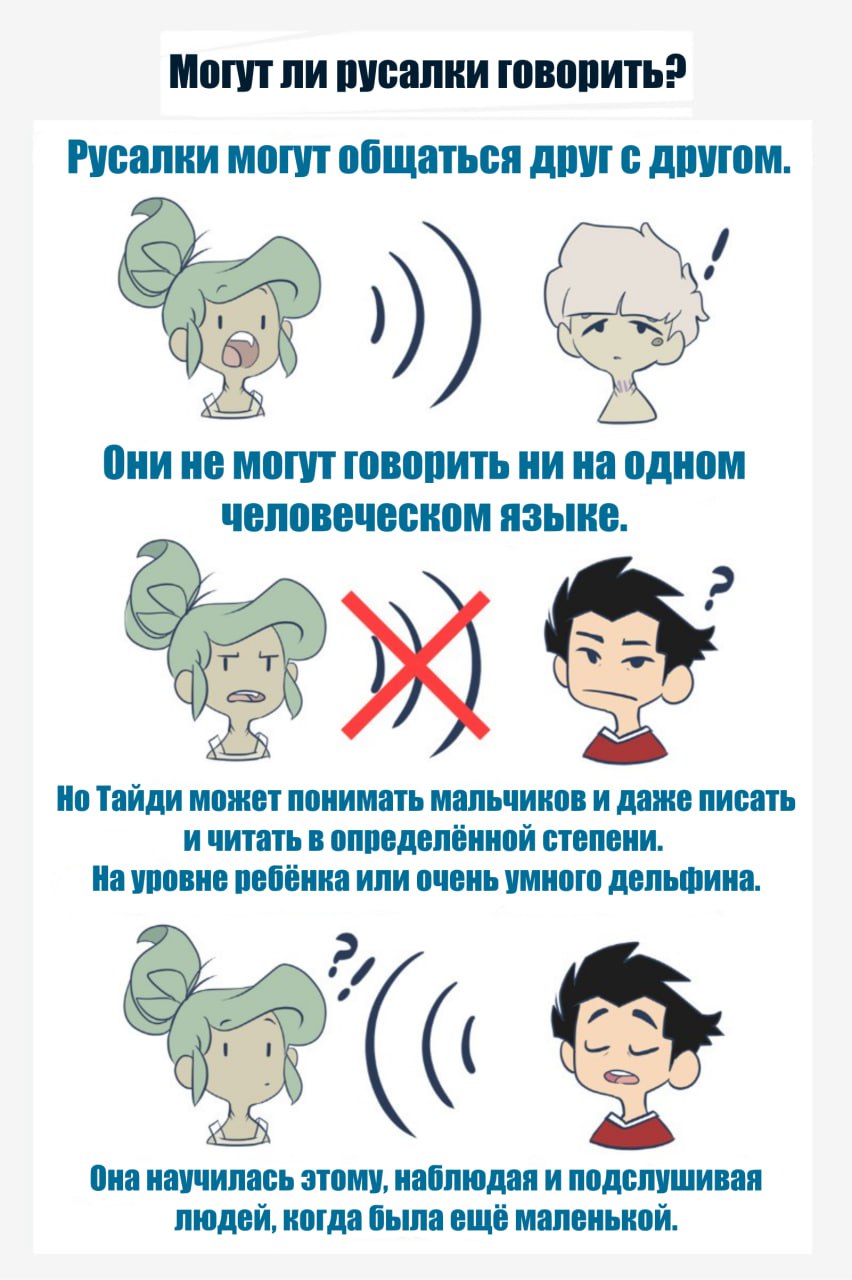 Могут ли русалки говорить?
Русалки могут общаться друг с другом.
!
Они не могут говорить ни на одном
человеческом языке.
?
Но Тайди может понимать мальчиков и даже писать
и читать в определённой степени.
На уровне ребёнка или очень умного дельфина.
?!
Она научилась этому, наблюдая и подслушивая
людей, когда была ещё маленькой.